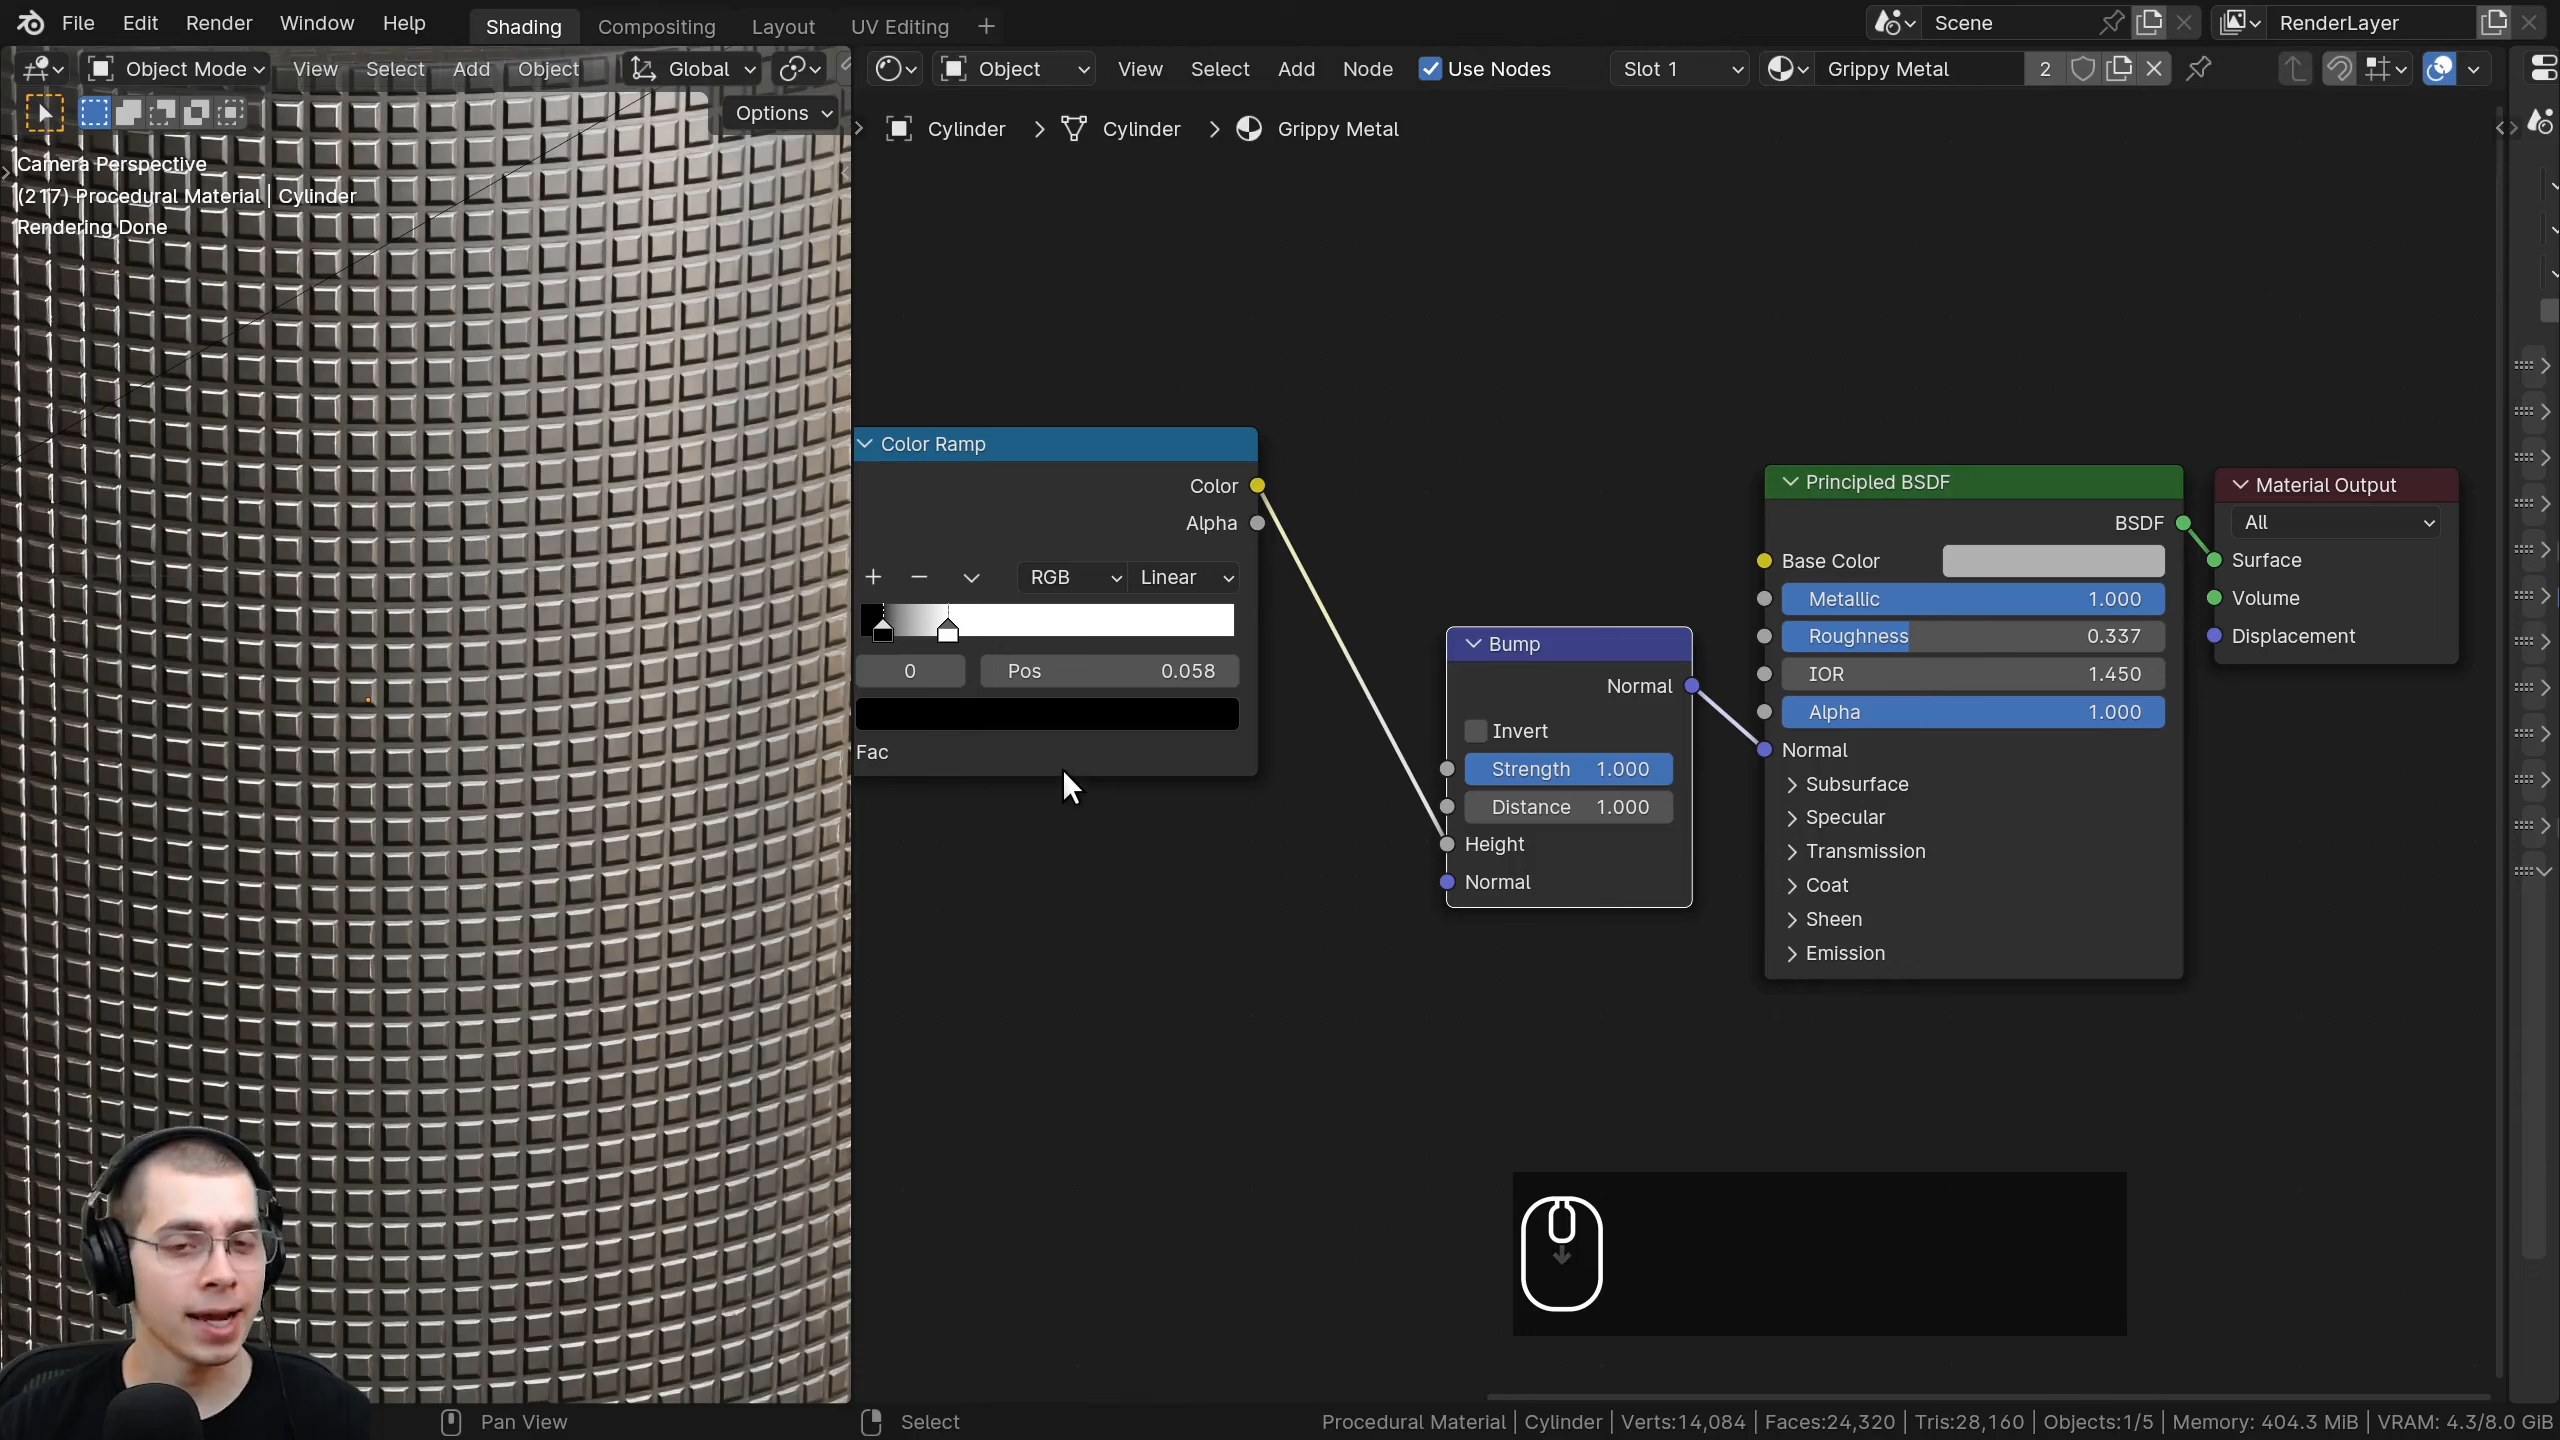 File Edit Render Window Help Shading Compositing Layout UV Editing + Scene RenderLayer
Object Mode View Select Add Object Global Object View Select Add Node Use Nodes Slot 1 Grippy Metal 2
Options
Cylinder > Cylinder > Grippy Metal
Camera Perspective
(217) Procedural Material | Cylinder
Rendering Done
Color Ramp
Color
Alpha
RGB Linear
0 Pos 0.058
Fac
Bump
Normal
Invert
Strength 1.000
Distance 1.000
Height
Normal
Principled BSDF
BSDF
Base Color
Metallic 1.000
Roughness 0.337
IOR 1.450
Alpha 1.000
Normal
Subsurface
Specular
Transmission
Coat
Sheen
Emission
Material Output
All
Surface
Volume
Displacement
Pan View Select Procedural Material | Cylinder | Verts:14,084 | Faces:24,320 | Tris:28,160 | Objects:1/5 | Memory: 404.3 MiB | VRAM: 4.3/8.0 GiB